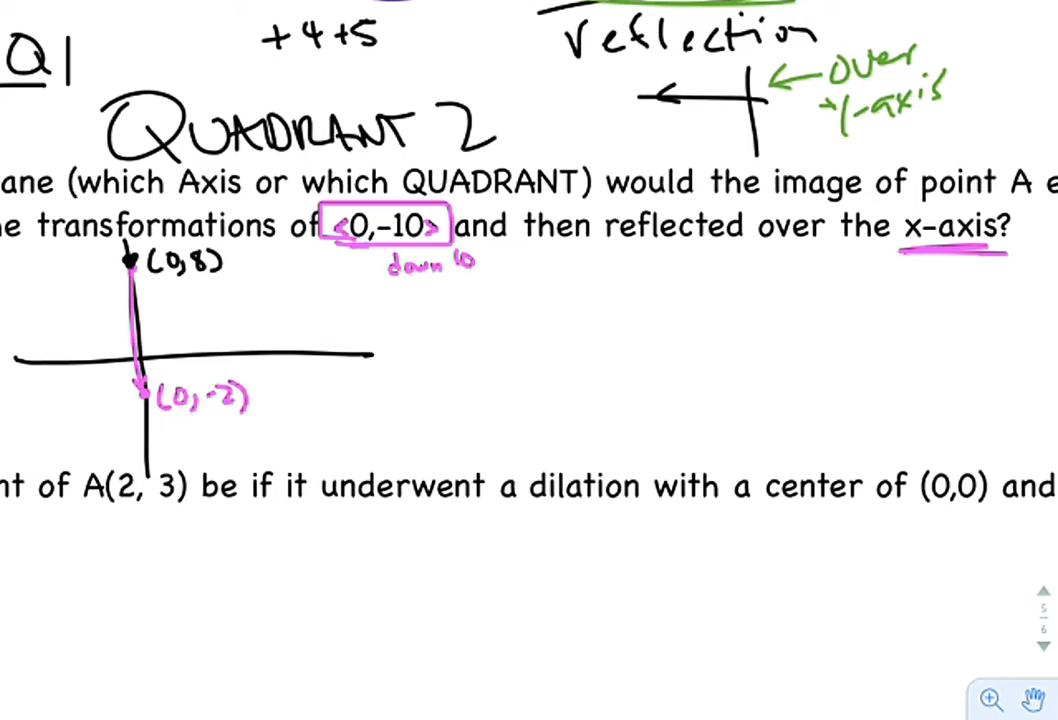 +4+5
reflection
Q1
over
y-axis
QUADRANT 2
ane (which Axis or which QUADRANT) would the image of point A e
e transformations of <0,-10> and then reflected over the x-axis?
(0,8)
down 10
(0,-2)
nt of A(2, 3) be if it underwent a dilation with a center of (0,0) and
5
6